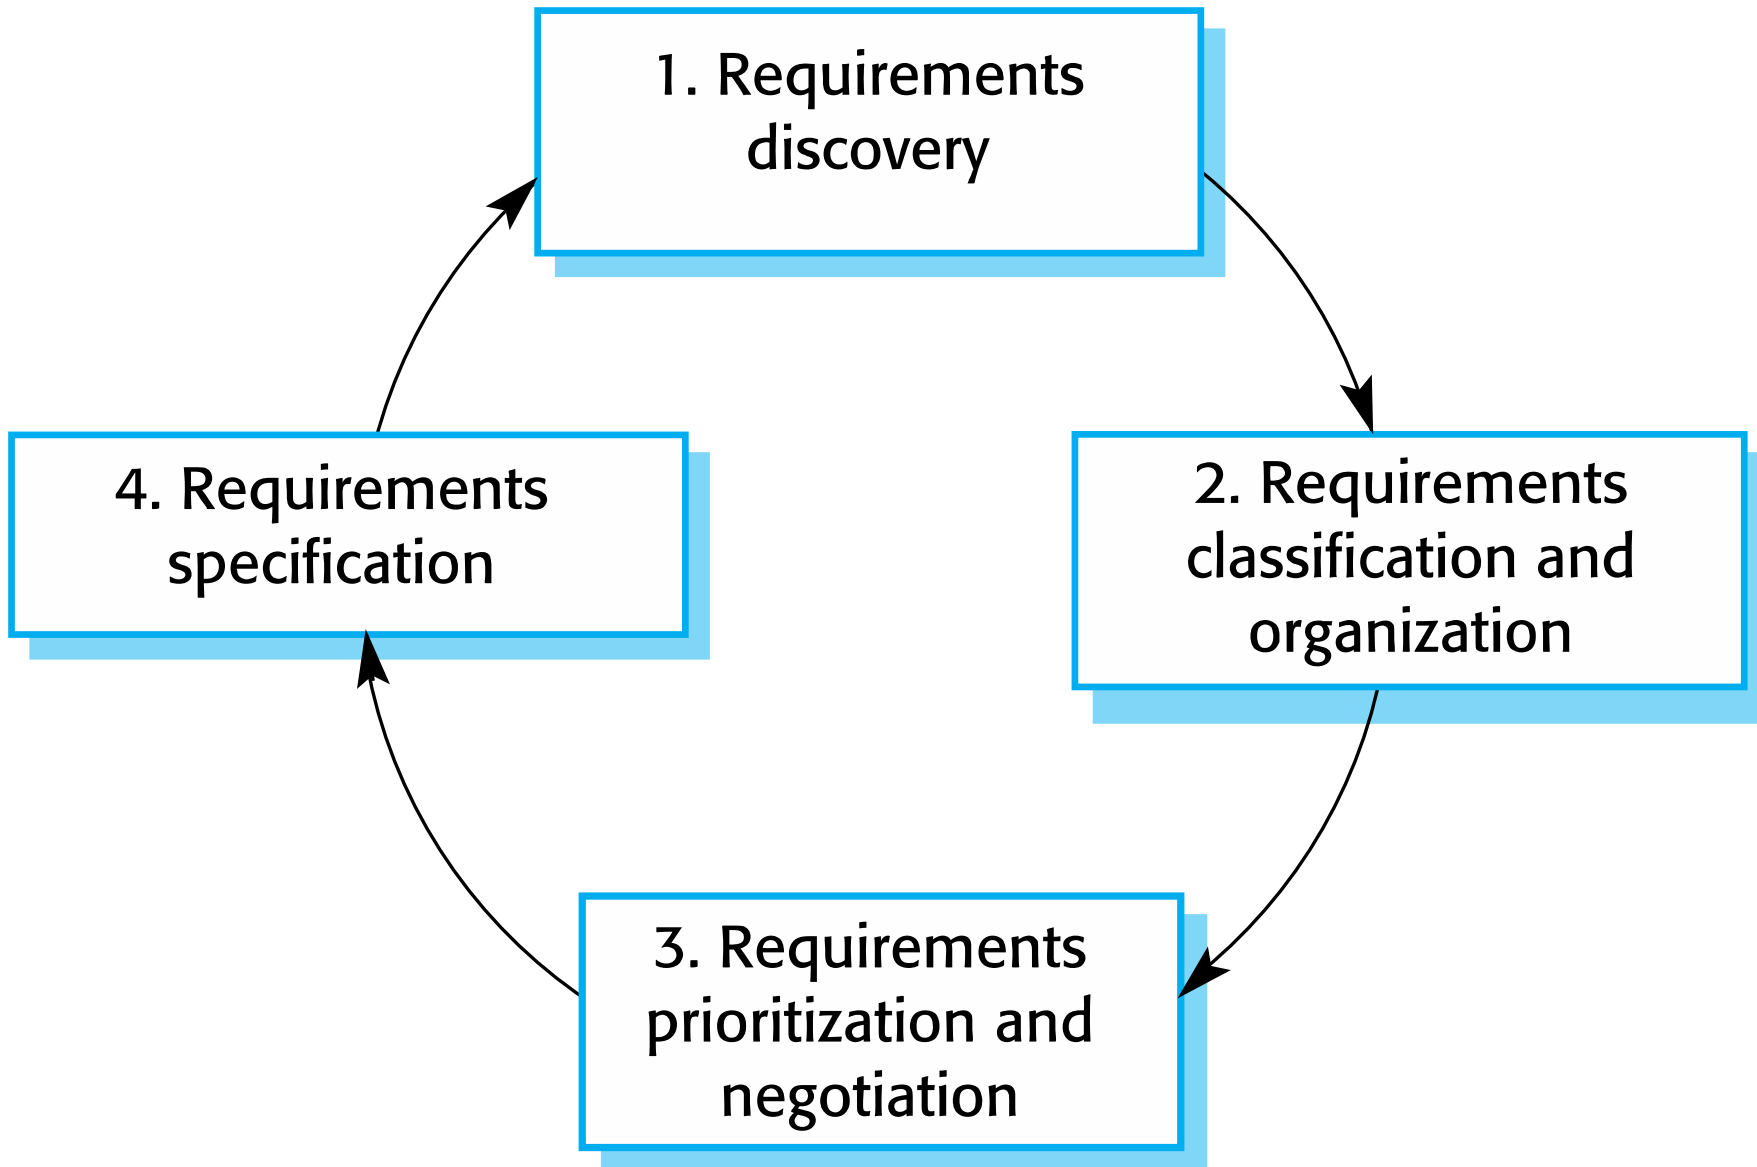 1. Requirements
discovery
2. Requirements
classification and
organization
3. Requirements
prioritization and
negotiation
4. Requirements
specification